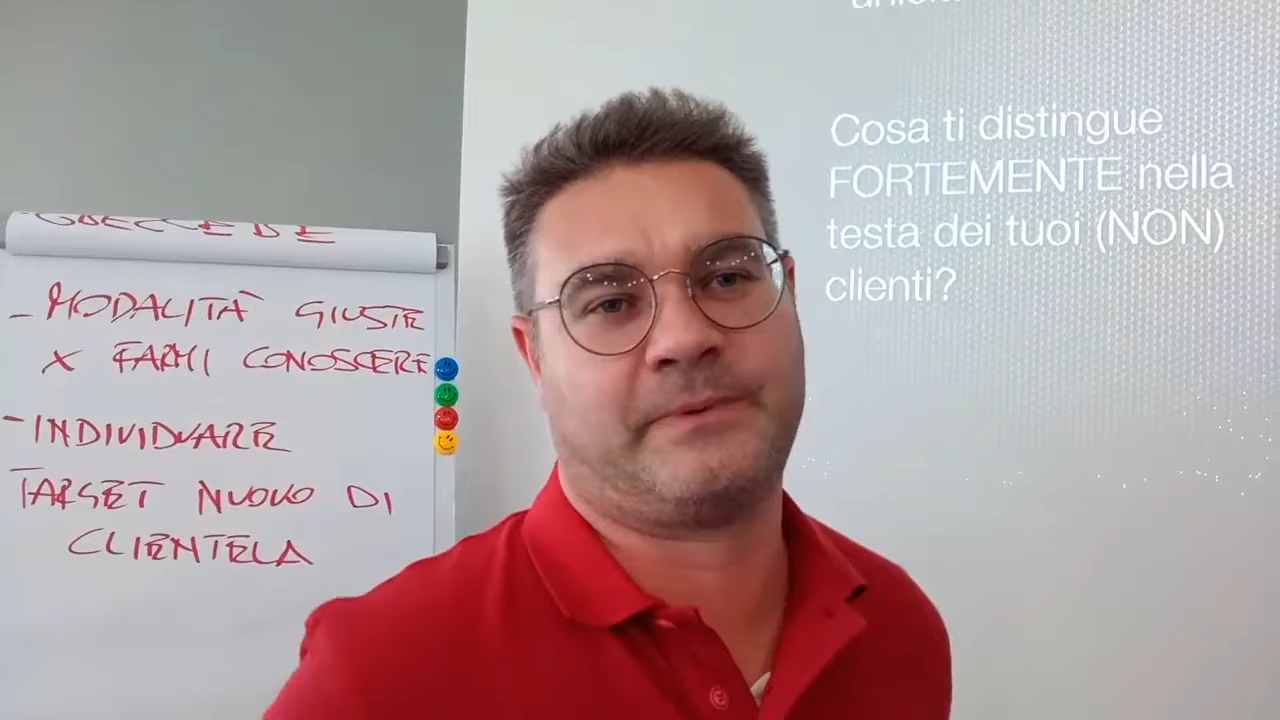 - MODALITÀ GIUSTE
X FARMI CONOSCERE
- INDIVIDUARE
TARGET NUOVO DI
CLIENTELA
Cosa ti distingue
FORTEMENTE nella
testa dei tuoi (NON)
clienti?